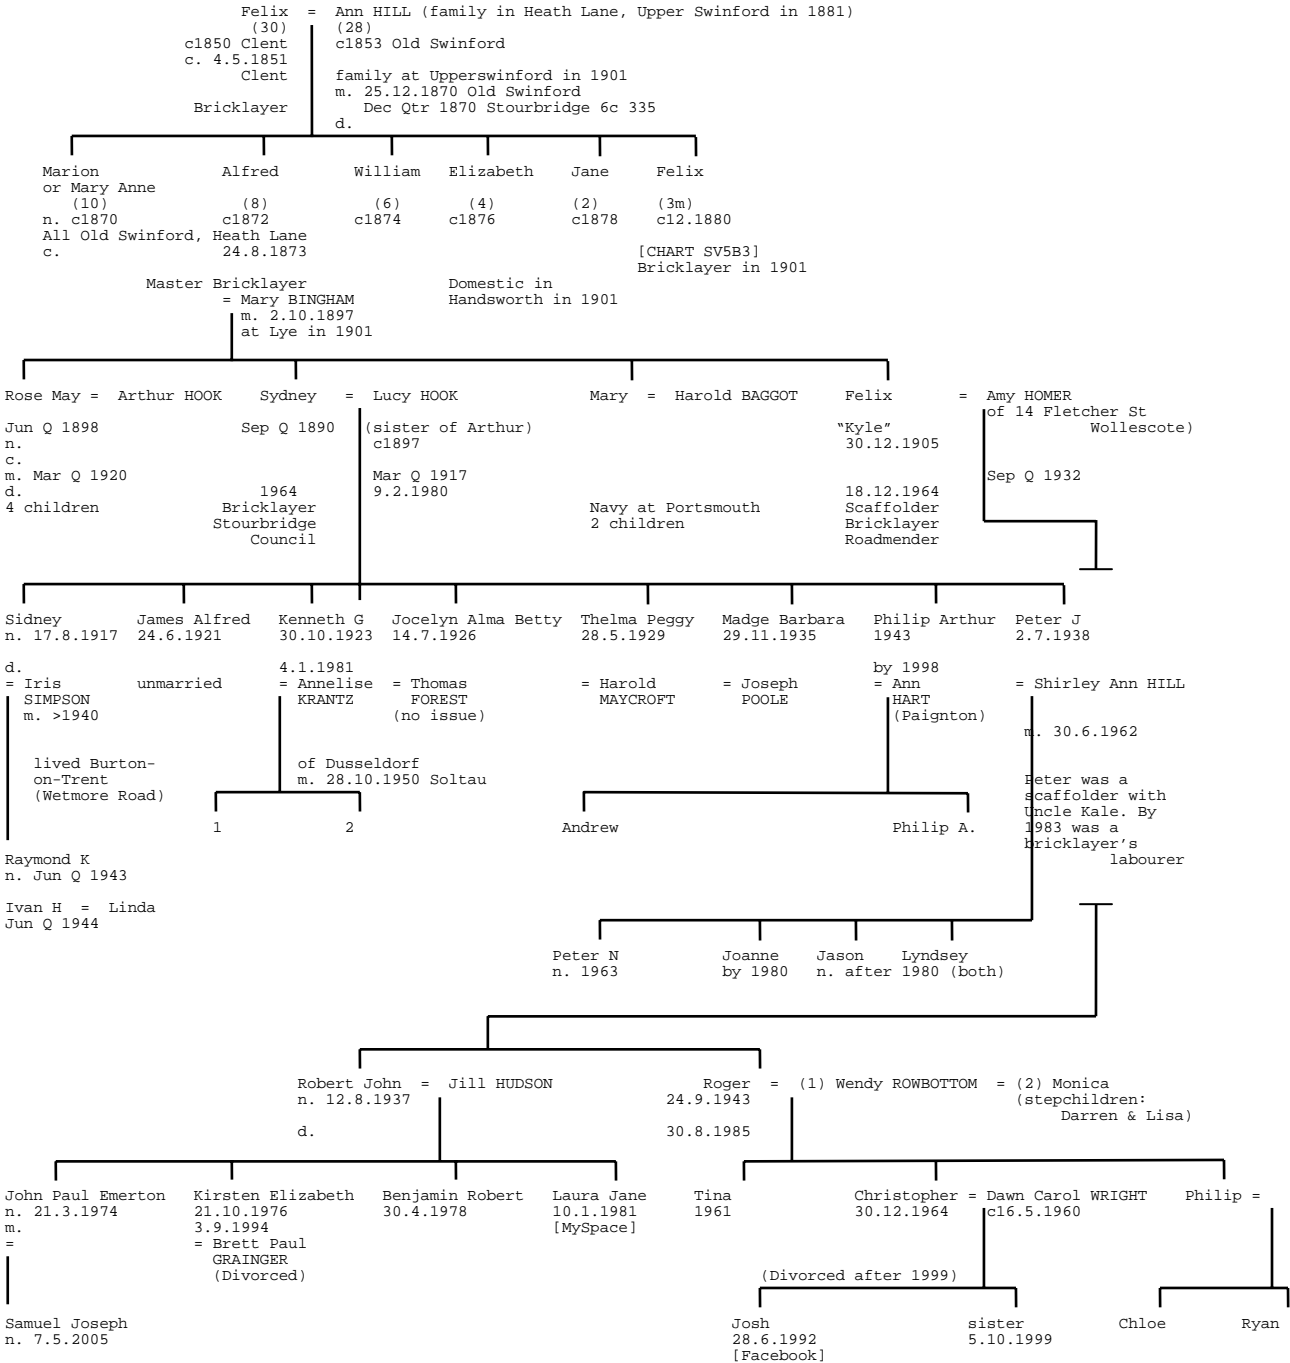 Felix = Ann HILL (family in Heath Lane, Upper Swinford in 1881)
(30) (28)
c1850 Clent c1853 Old Swinford
c. 4.5.1851
Clent family at Upperswinford in 1901
m. 25.12.1870 Old Swinford
Bricklayer Dec Qtr 1870 Stourbridge 6c 335
d.
Marion Alfred William Elizabeth Jane Felix
or Mary Anne
(10) (8) (6) (4) (2) (3m)
n. c1870 c1872 c1874 c1876 c1878 c12.1880
All Old Swinford, Heath Lane
c. 24.8.1873 [CHART SV5B3]
Bricklayer in 1901
Master Bricklayer Domestic in
= Mary BINGHAM Handsworth in 1901
m. 2.10.1897
at Lye in 1901
Rose May = Arthur HOOK Sydney = Lucy HOOK Mary = Harold BAGGOT Felix = Amy HOMER
of 14 Fletcher St
Jun Q 1898 Sep Q 1890 (sister of Arthur) “Kyle” Wollescote)
n. c1897 30.12.1905
c.
m. Mar Q 1920 Mar Q 1917 Sep Q 1932
d. 1964 9.2.1980 18.12.1964
4 children Bricklayer Navy at Portsmouth Scaffolder
Stourbridge 2 children Bricklayer
Council Roadmender
Sidney James Alfred Kenneth G Jocelyn Alma Betty Thelma Peggy Madge Barbara Philip Arthur Peter J
n. 17.8.1917 24.6.1921 30.10.1923 14.7.1926 28.5.1929 29.11.1935 1943 2.7.1938
d. 4.1.1981 by 1998
= Iris unmarried = Annelise = Thomas = Harold = Joseph = Ann = Shirley Ann HILL
SIMPSON KRANTZ FOREST MAYCROFT POOLE HART
m. >1940 (no issue) (Paignton)
m. 30.6.1962
lived Burton- of Dusseldorf
on-Trent m. 28.10.1950 Soltau Peter was a
(Wetmore Road) scaffolder with
Uncle Kale. By
1 2 Andrew Philip A. 1983 was a
bricklayer’s
Raymond K labourer
n. Jun Q 1943
Ivan H = Linda
Jun Q 1944
Peter N Joanne Jason Lyndsey
n. 1963 by 1980 n. after 1980 (both)
Robert John = Jill HUDSON Roger = (1) Wendy ROWBOTTOM = (2) Monica
n. 12.8.1937 24.9.1943 (stepchildren:
Darren & Lisa)
d. 30.8.1985
John Paul Emerton Kirsten Elizabeth Benjamin Robert Laura Jane Tina Christopher = Dawn Carol WRIGHT Philip =
n. 21.3.1974 21.10.1976 30.4.1978 10.1.1981 1961 30.12.1964 c16.5.1960
m. 3.9.1994 [MySpace]
= = Brett Paul
GRAINGER
(Divorced) (Divorced after 1999)
Samuel Joseph Josh sister Chloe Ryan
n. 7.5.2005 28.6.1992 5.10.1999
[Facebook]